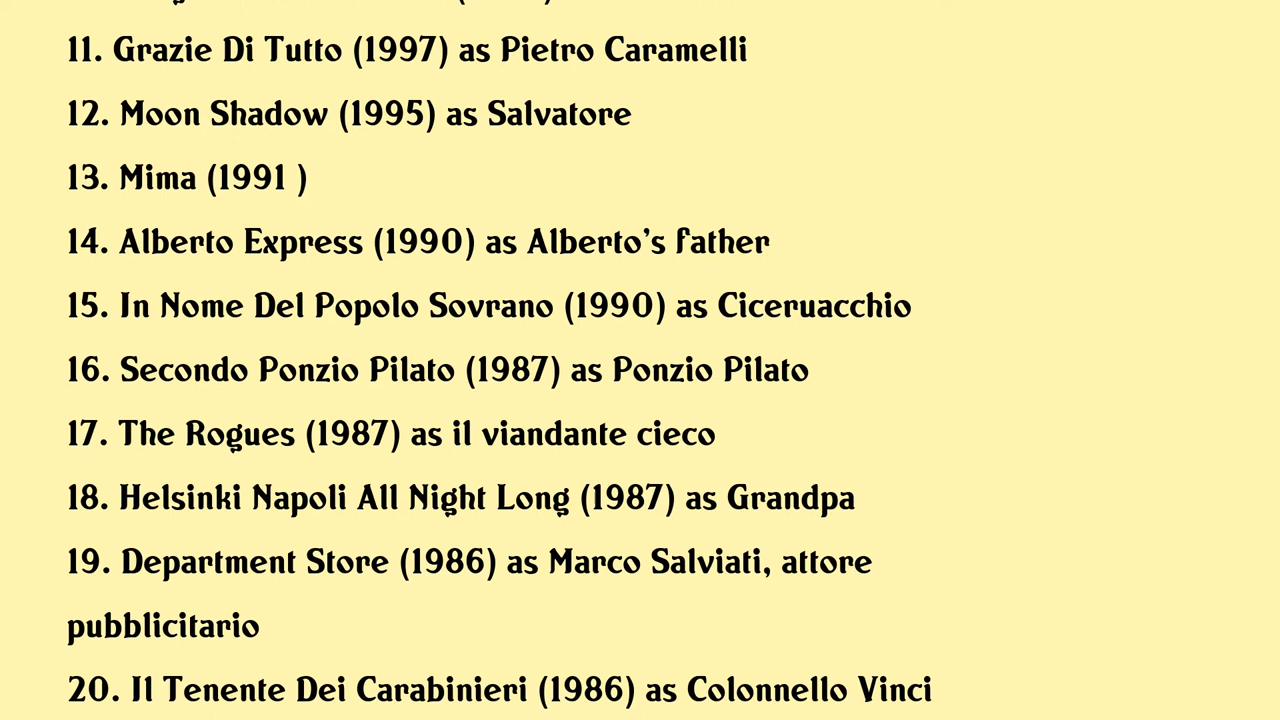 11. Grazie Di Tutto (1997) as Pietro Caramelli
12. Moon Shadow (1995) as Salvatore
13. Mima (1991 )
14. Alberto Express (1990) as Alberto's father
15. In Nome Del Popolo Sovrano (1990) as Ciceruacchio
16. Secondo Ponzio Pilato (1987) as Ponzio Pilato
17. The Rogues (1987) as il viandante cieco
18. Helsinki Napoli All Night Long (1987) as Grandpa
19. Department Store (1986) as Marco Salviati, attore
pubblicitario
20. Il Tenente Dei Carabinieri (1986) as Colonnello Vinci